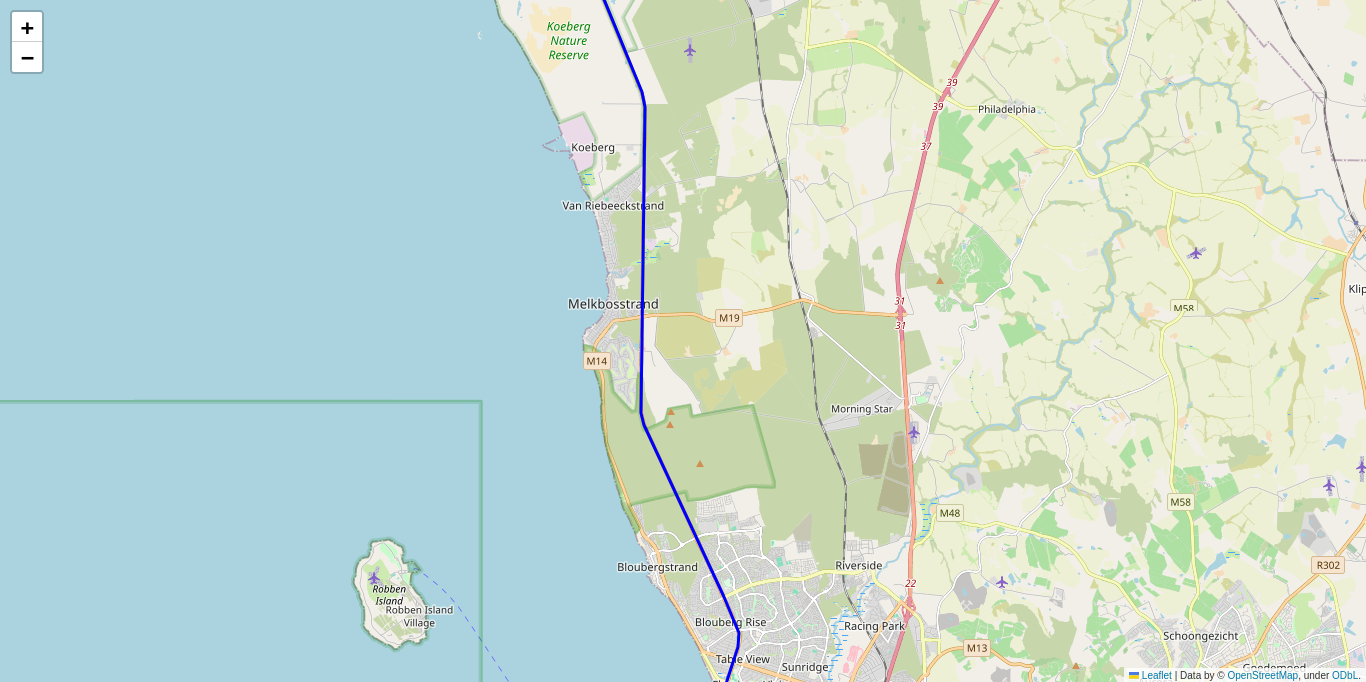 +
−
Koeberg
Nature
Reserve
39
39
Philadelphia
37
Koeberg
Van Riebeeckstrand
Melkbosstrand
31
31
M19
M58
Klip
M14
Morning Star
M58
M48
Bloubergstrand
Riverside
22
R302
Robben
Island
Robben Island
Village
Blouberg Rise
Racing Park
Schoongezicht
M13
Table View
Sunridge
Leaflet | Data by © OpenStreetMap, under ODbL.